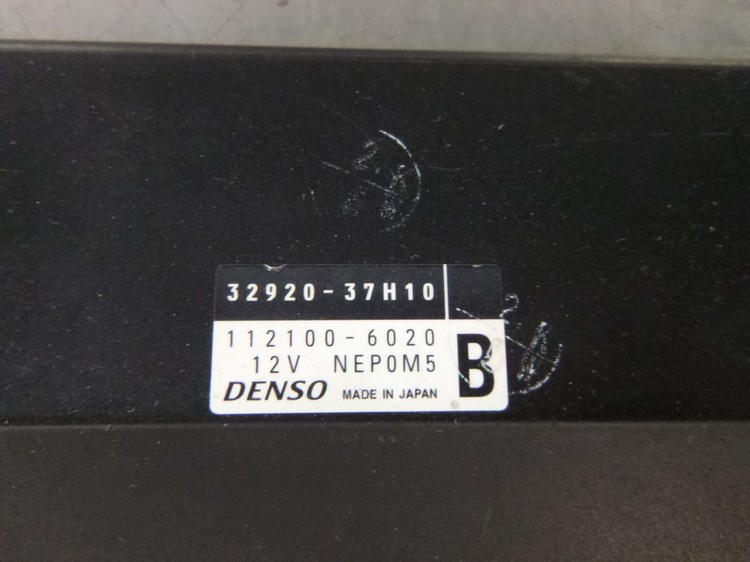 32920-37H10
112100-6020
12V NEP0M5
B
DENSO MADE IN JAPAN